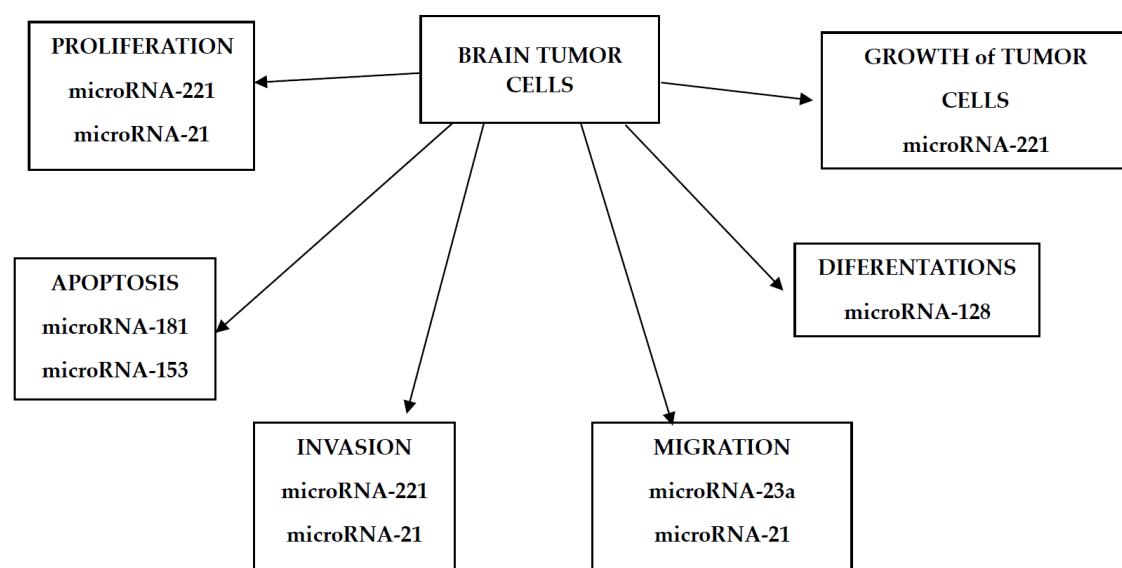 BRAIN TUMOR
CELLS
PROLIFERATION
microRNA-221
microRNA-21
GROWTH of TUMOR
CELLS
microRNA-221
APOPTOSIS
microRNA-181
microRNA-153
DIFERENTATIONS
microRNA-128
INVASION
microRNA-221
microRNA-21
MIGRATION
microRNA-23a
microRNA-21